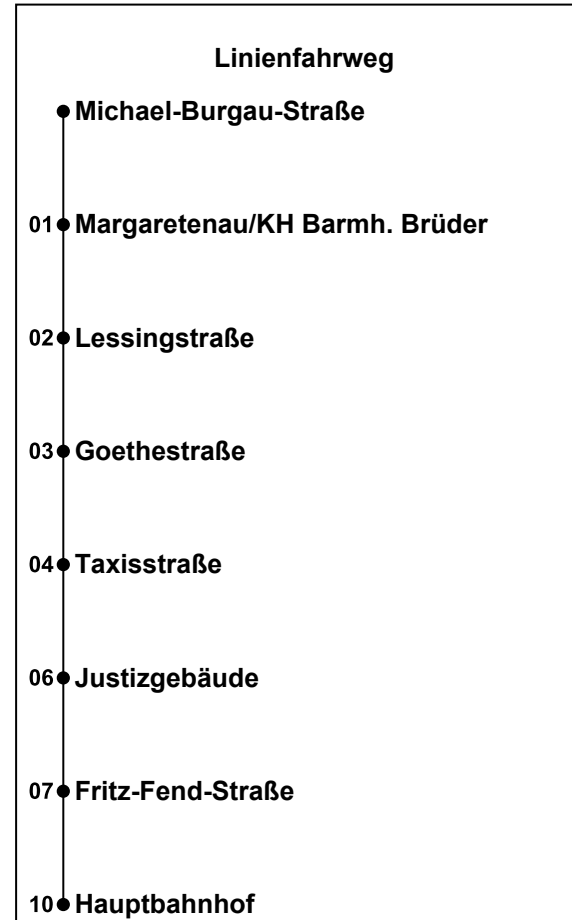 Linienfahrweg
Michael-Burgau-Straße
01 Margaretenau/KH Barmh. Brüder
02 Lessingstraße
03 Goethestraße
04 Taxisstraße
06 Justizgebäude
07 Fritz-Fend-Straße
10 Hauptbahnhof